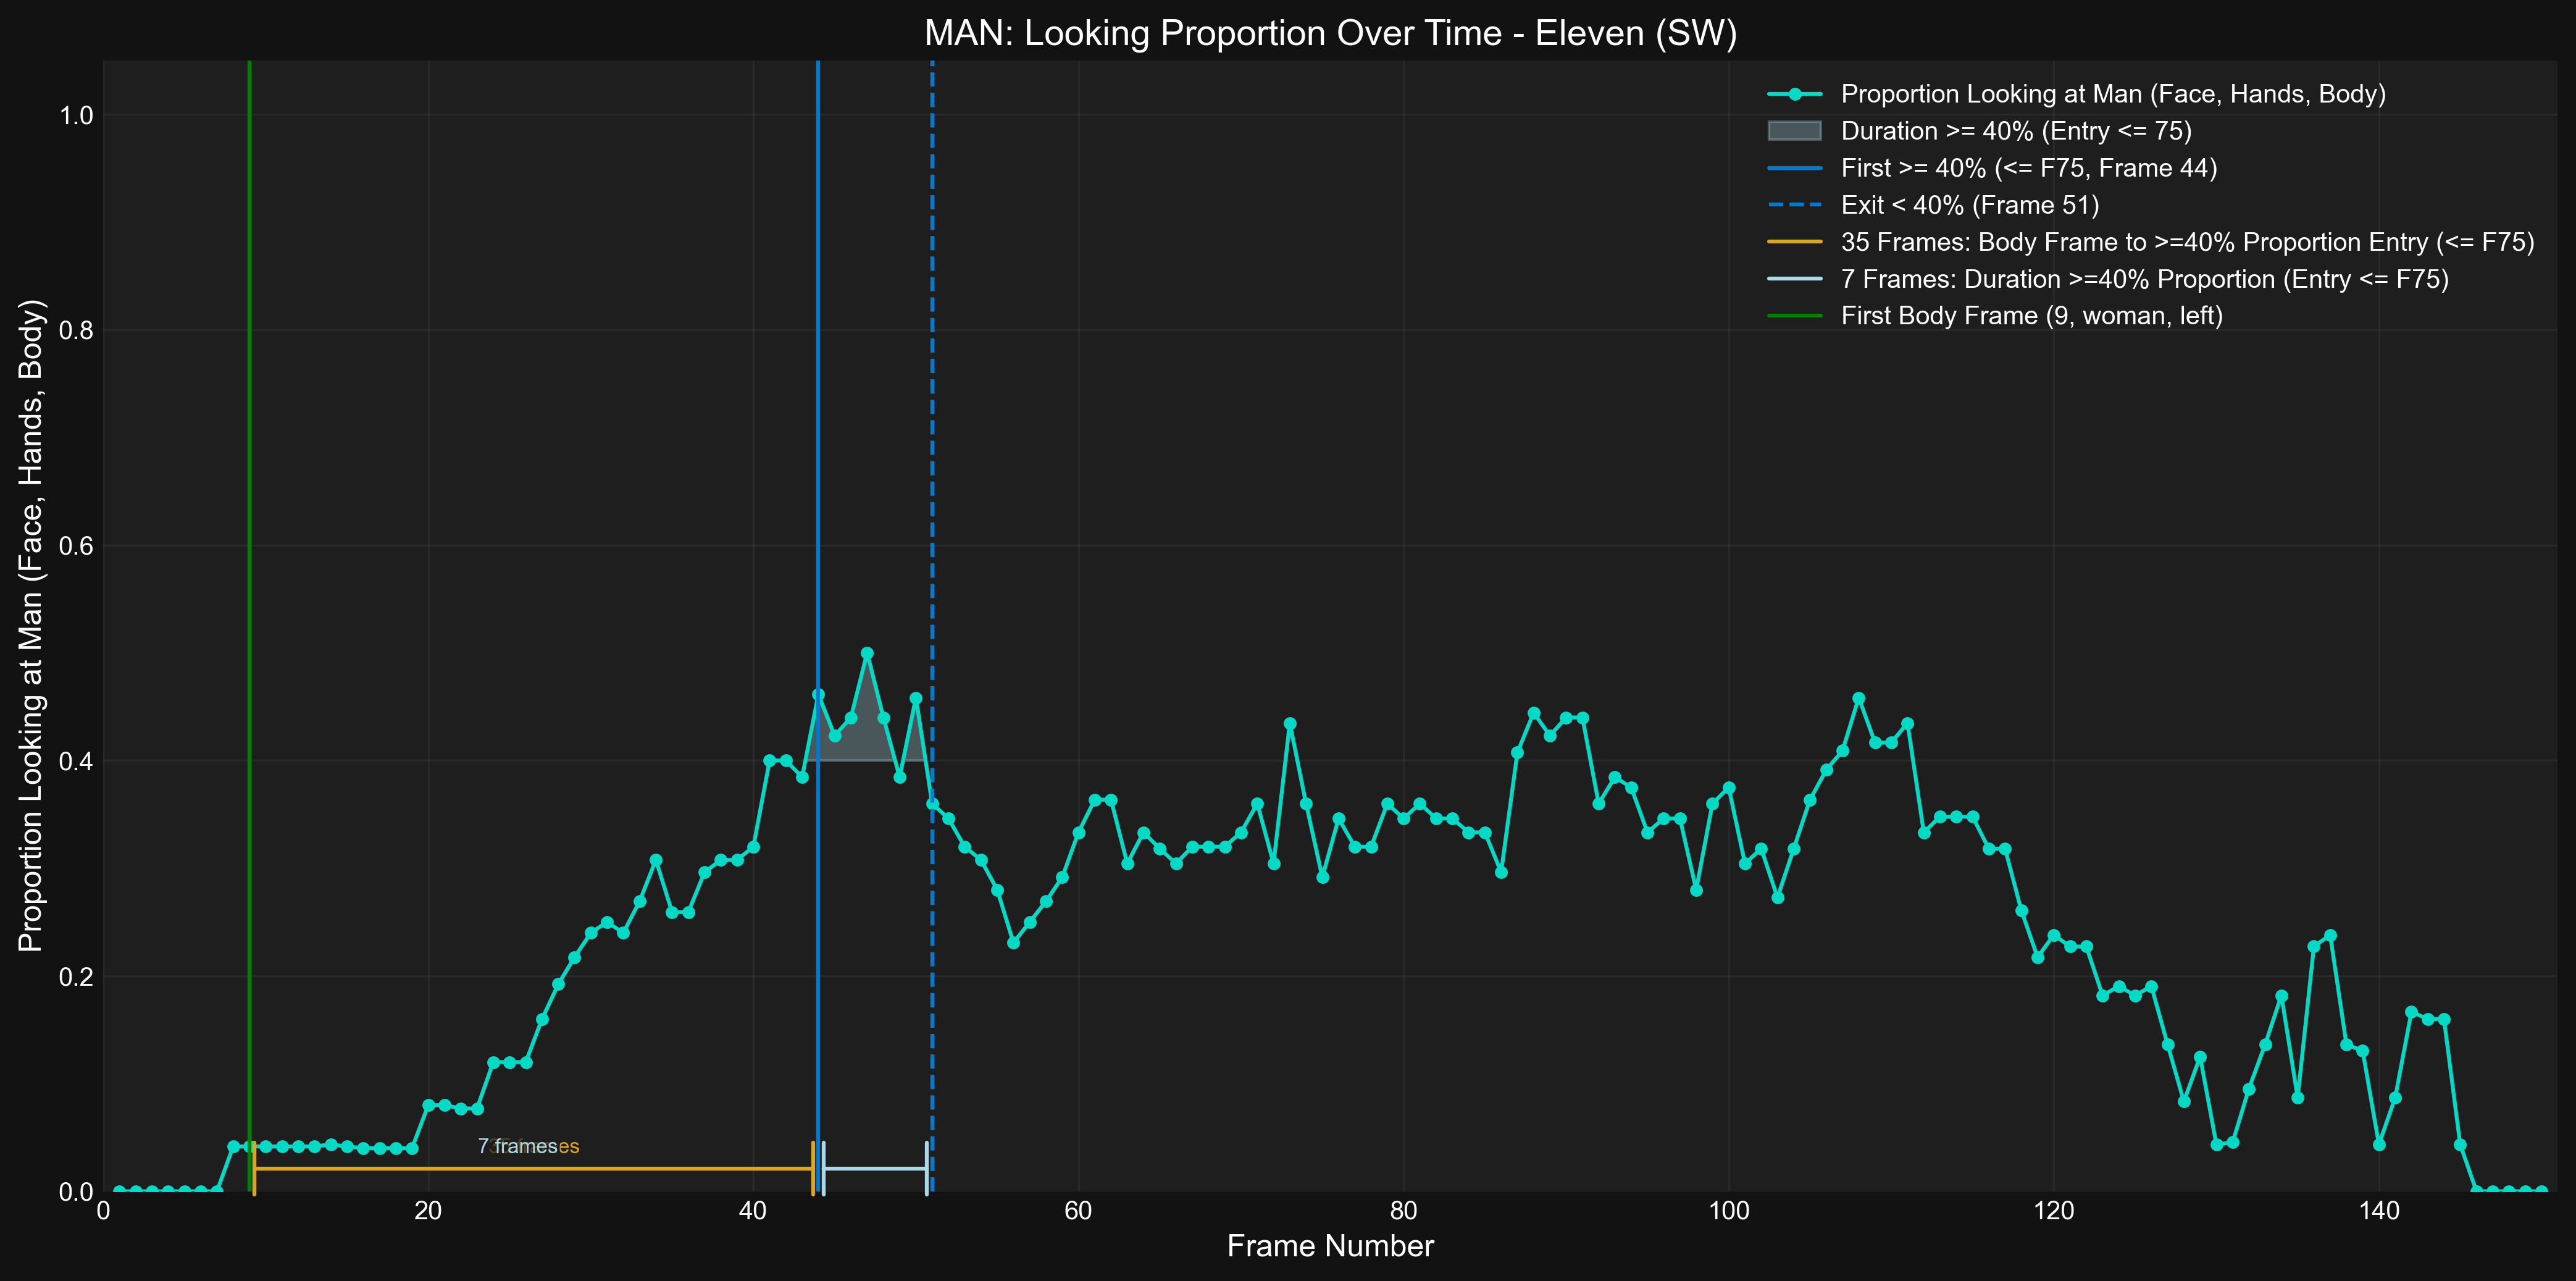 MAN: Looking Proportion Over Time - Eleven (SW)
Proportion Looking at Man (Face, Hands, Body)
Duration >= 40% (Entry <= 75)
First >= 40% (<= F75, Frame 44)
Exit < 40% (Frame 51)
35 Frames: Body Frame to >=40% Proportion Entry (<= F75)
7 Frames: Duration >=40% Proportion (Entry <= F75)
First Body Frame (9, woman, left)
Proportion Looking at Man (Face, Hands, Body)
1.0
0.8
0.6
0.4
0.2
0.0
7 frames
0 20 40 60 80 100 120 140
Frame Number